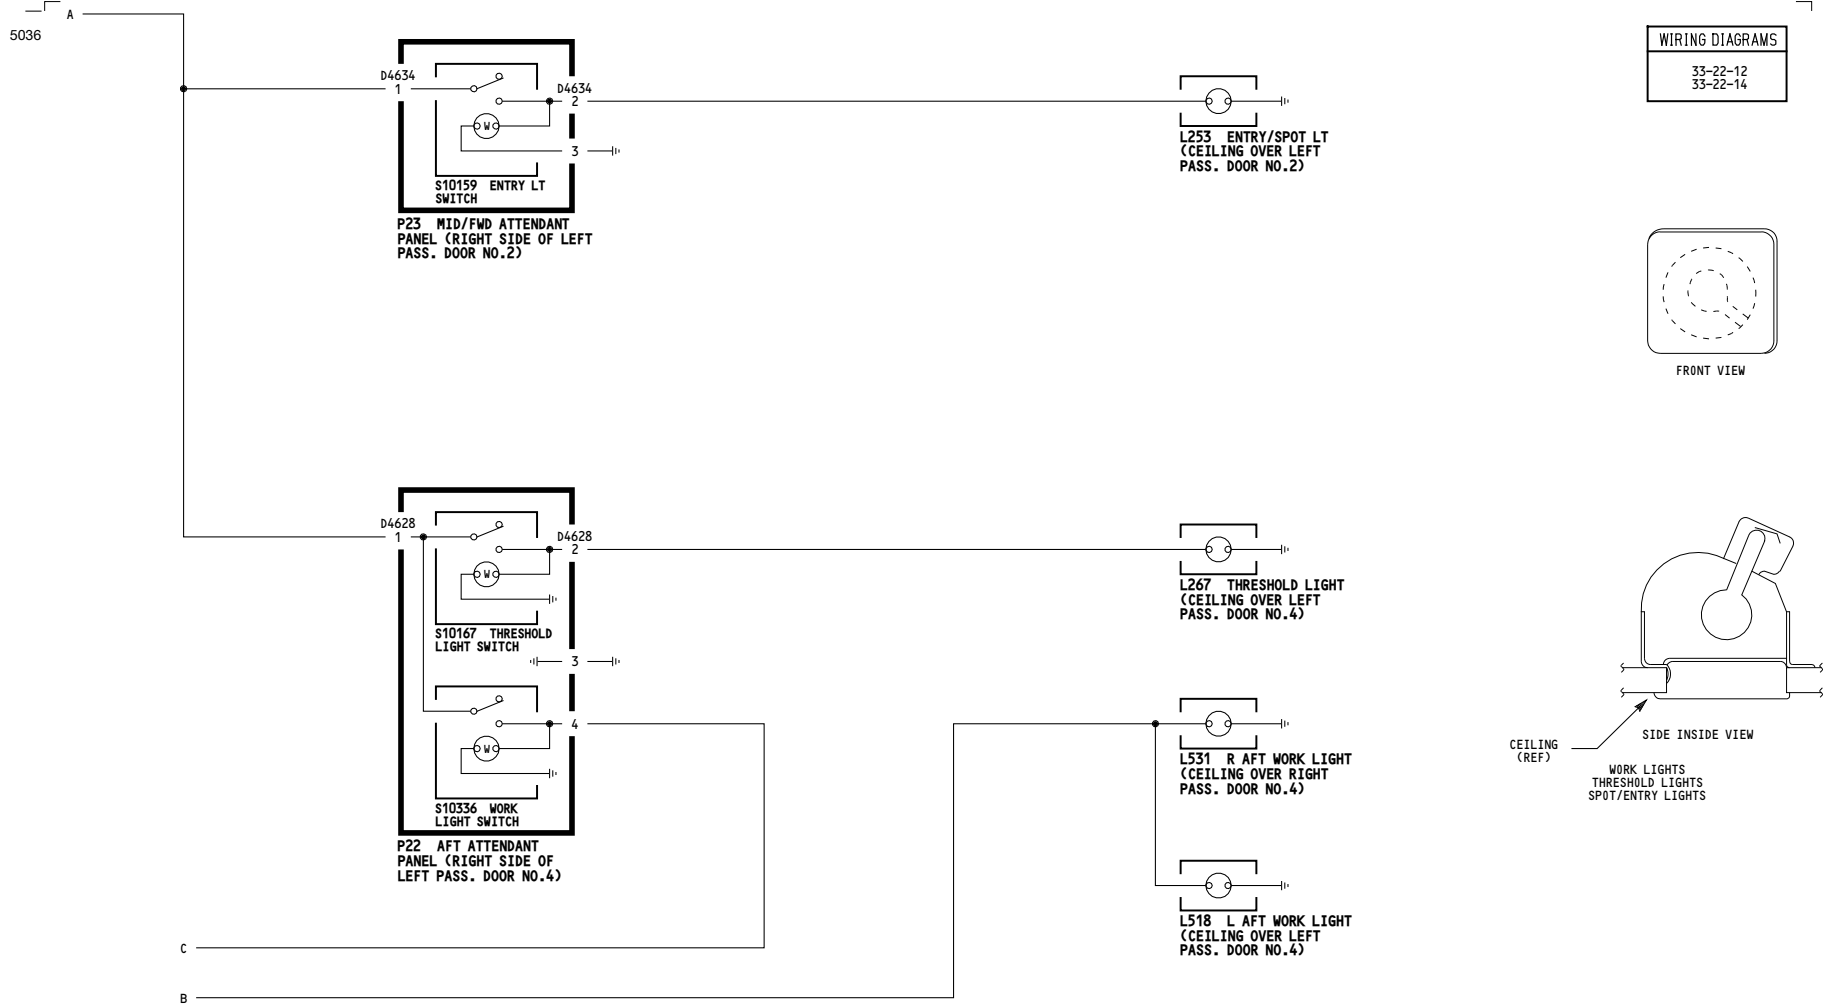 A
5036
WIRING DIAGRAMS
33-22-12
33-22-14
D4634
1
D4634
2
W
3
S10159 ENTRY LT
SWITCH
P23 MID/FWD ATTENDANT
PANEL (RIGHT SIDE OF LEFT
PASS. DOOR NO.2)
L253 ENTRY/SPOT LT
(CEILING OVER LEFT
PASS. DOOR NO.2)
FRONT VIEW
D4628
1
D4628
2
W
S10167 THRESHOLD
LIGHT SWITCH
3
4
W
S10336 WORK
LIGHT SWITCH
P22 AFT ATTENDANT
PANEL (RIGHT SIDE OF
LEFT PASS. DOOR NO.4)
L267 THRESHOLD LIGHT
(CEILING OVER LEFT
PASS. DOOR NO.4)
L531 R AFT WORK LIGHT
(CEILING OVER RIGHT
PASS. DOOR NO.4)
L518 L AFT WORK LIGHT
(CEILING OVER LEFT
PASS. DOOR NO.4)
CEILING
(REF)
SIDE INSIDE VIEW
WORK LIGHTS
THRESHOLD LIGHTS
SPOT/ENTRY LIGHTS
C
B